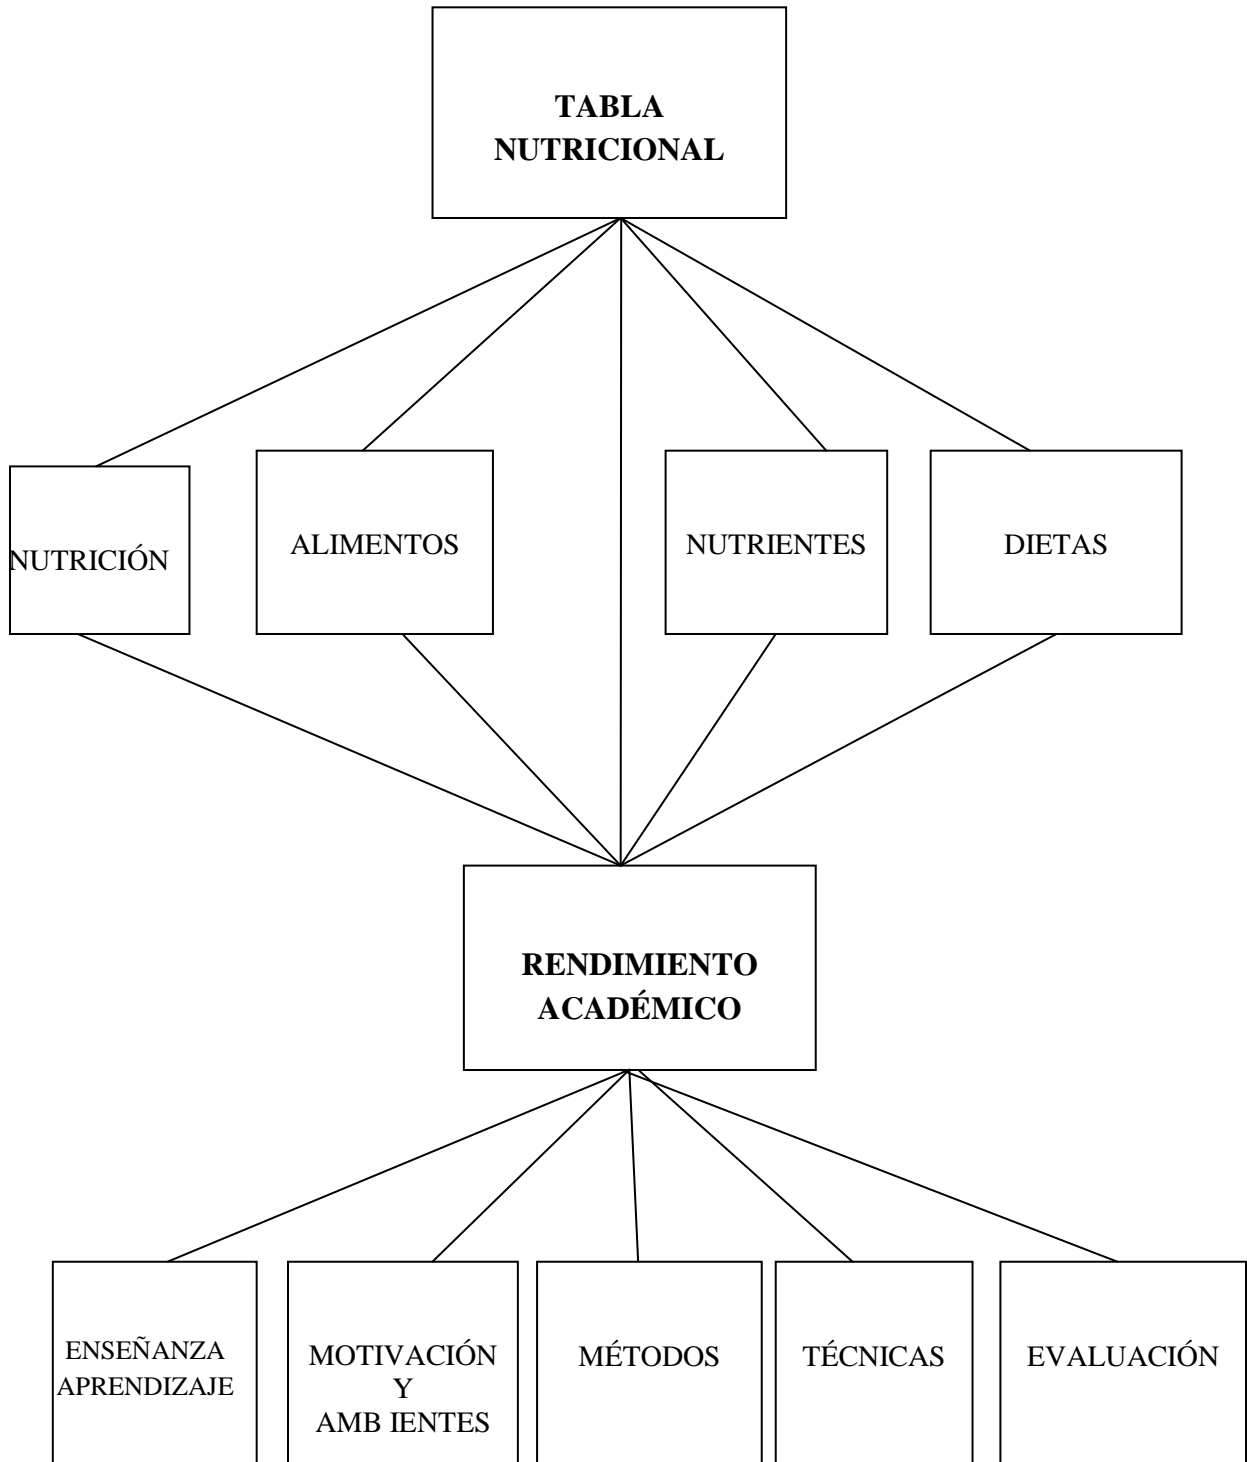 TABLA
NUTRICIONAL
NUTRICIÓN
ALIMENTOS
NUTRIENTES
DIETAS
RENDIMIENTO
ACADÉMICO
ENSEÑANZA
APRENDIZAJE
MOTIVACIÓN
Y
AMB IENTES
MÉTODOS
TÉCNICAS
EVALUACIÓN